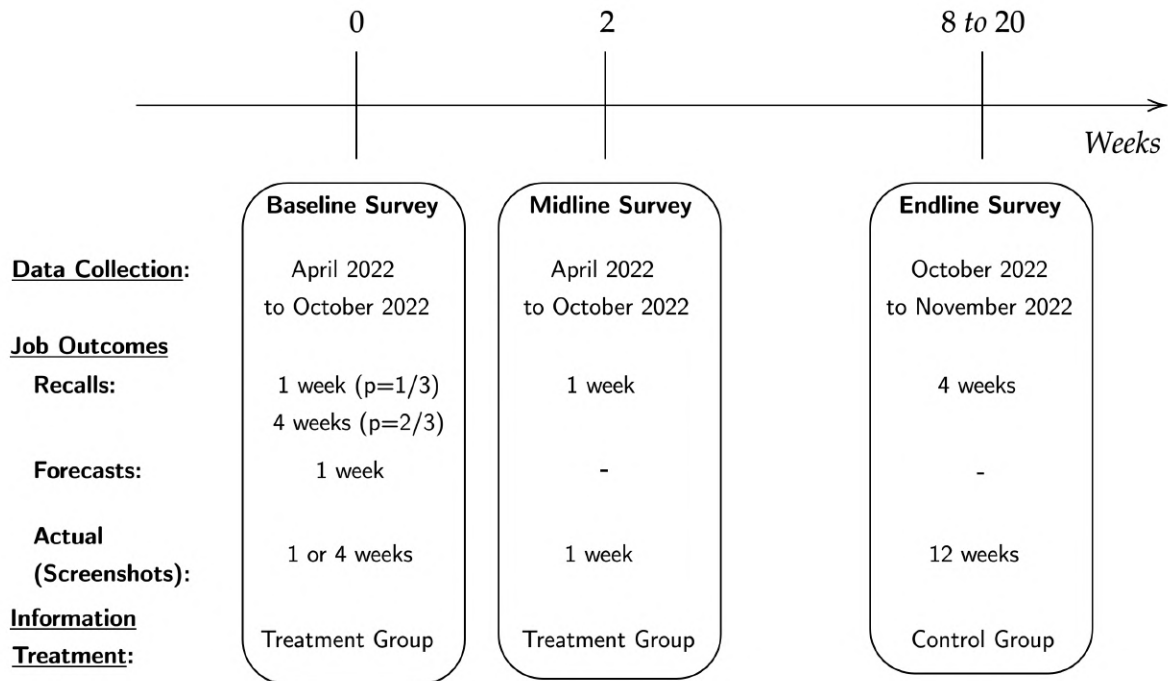 0 2 8 to 20
Weeks
Baseline Survey Midline Survey Endline Survey
Data Collection: April 2022 April 2022 October 2022
to October 2022 to October 2022 to November 2022
Job Outcomes
Recalls: 1 week (p=1/3) 1 week 4 weeks
4 weeks (p=2/3)
Forecasts: 1 week - -
Actual
(Screenshots): 1 or 4 weeks 1 week 12 weeks
Information
Treatment: Treatment Group Treatment Group Control Group